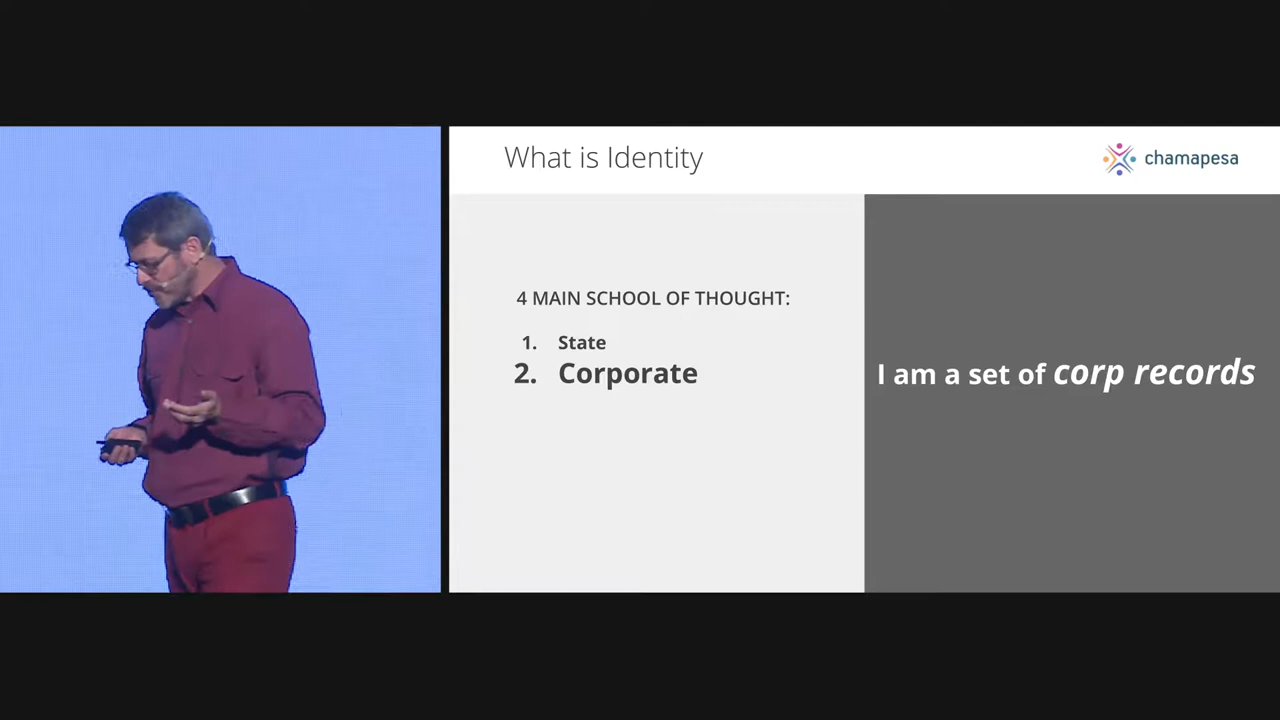 What is Identity
chamapesa
4 MAIN SCHOOL OF THOUGHT:
1. State
2. Corporate
I am a set of corp records